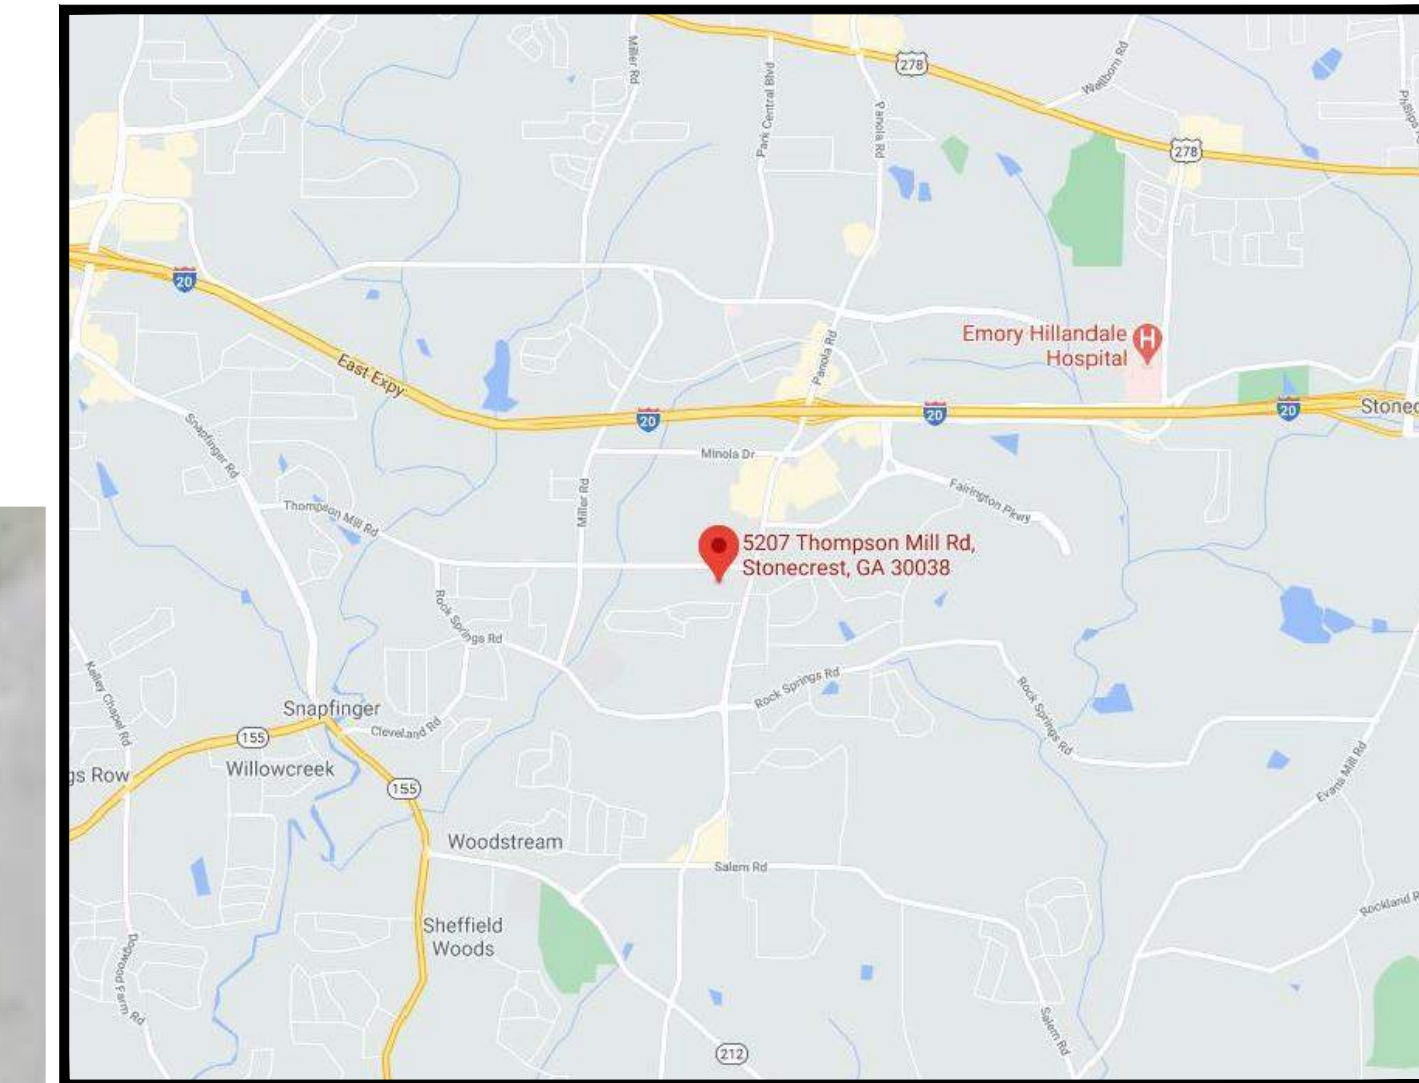 Miller Rd
Park Central Blvd
Panola Rd
278
Wellborn Rd
278
20
Emory Hillandale
Hospital
H
East Expy
Panola Rd
20
20
20
Snapfinger Rd
Minola Dr
Miller Rd
Fairington Pkwy
Thompson Mill Rd
5207 Thompson Mill Rd,
Stonecrest, GA 30038
Rock Springs Rd
Kelley Chapel Rd
Rock Springs Rd
Rock Springs Rd
Snapfinger
Cleveland Rd
155
Willowcreek
155
Evans Mill Rd
Woodstream
Salem Rd
Sheffield
Woods
Dogwood Farm Rd
Salem Rd
212